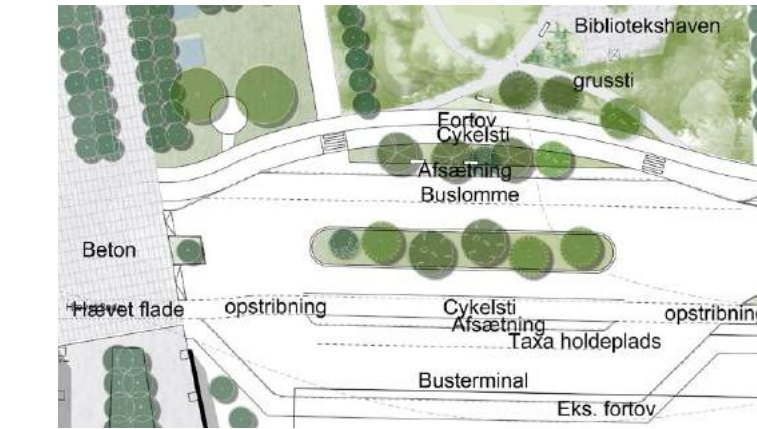 Bibliotekshaven
grussti
Fortov
Cykelsti
Afsætning
Buslomme
Beton
Hævet flade
opstribning
Cykelsti
opstribning
Afsætning
Taxa holdeplads
Busterminal
Eks. fortov